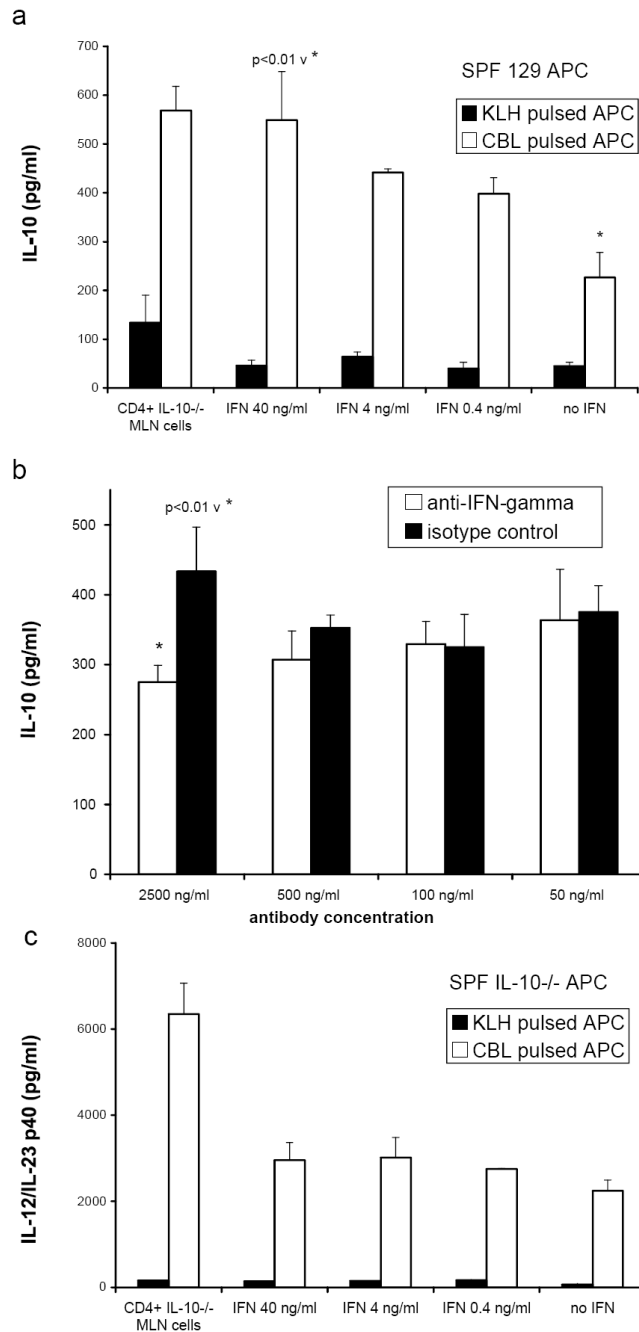 a
700
600
500
400
300
200
100
0
IL-10 (pg/ml)
p<0.01 v *
SPF 129 APC
KLH pulsed APC
CBL pulsed APC
*
CD4+ IL-10-/-
MLN cells
IFN 40 ng/ml
IFN 4 ng/ml
IFN 0.4 ng/ml
no IFN
b
500
400
300
200
100
0
IL-10 (pg/ml)
p<0.01 v *
anti-IFN-gamma
isotype control
*
2500 ng/ml
500 ng/ml
100 ng/ml
50 ng/ml
antibody concentration
c
8000
6000
4000
2000
0
IL-12/IL-23 p40 (pg/ml)
SPF IL-10-/- APC
KLH pulsed APC
CBL pulsed APC
CD4+ IL-10-/-
MLN cells
IFN 40 ng/ml
IFN 4 ng/ml
IFN 0.4 ng/ml
no IFN